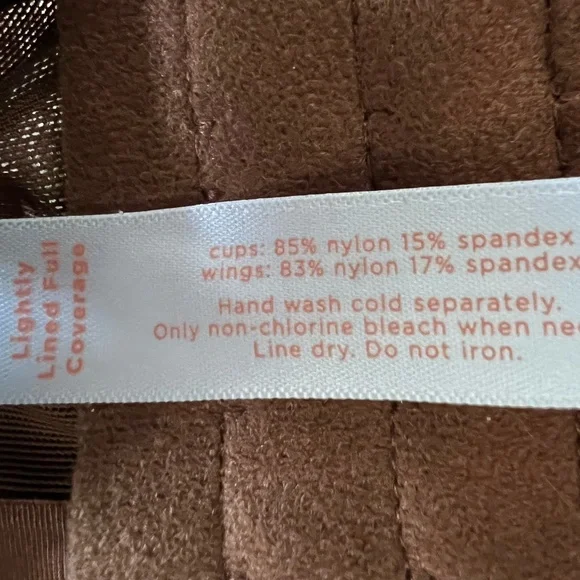 Lightly
Lined Full
Coverage
cups: 85% nylon 15% spandex
wings: 83% nylon 17% spandex
Hand wash cold separately.
Only non-chlorine bleach when
Line dry. Do not iron.